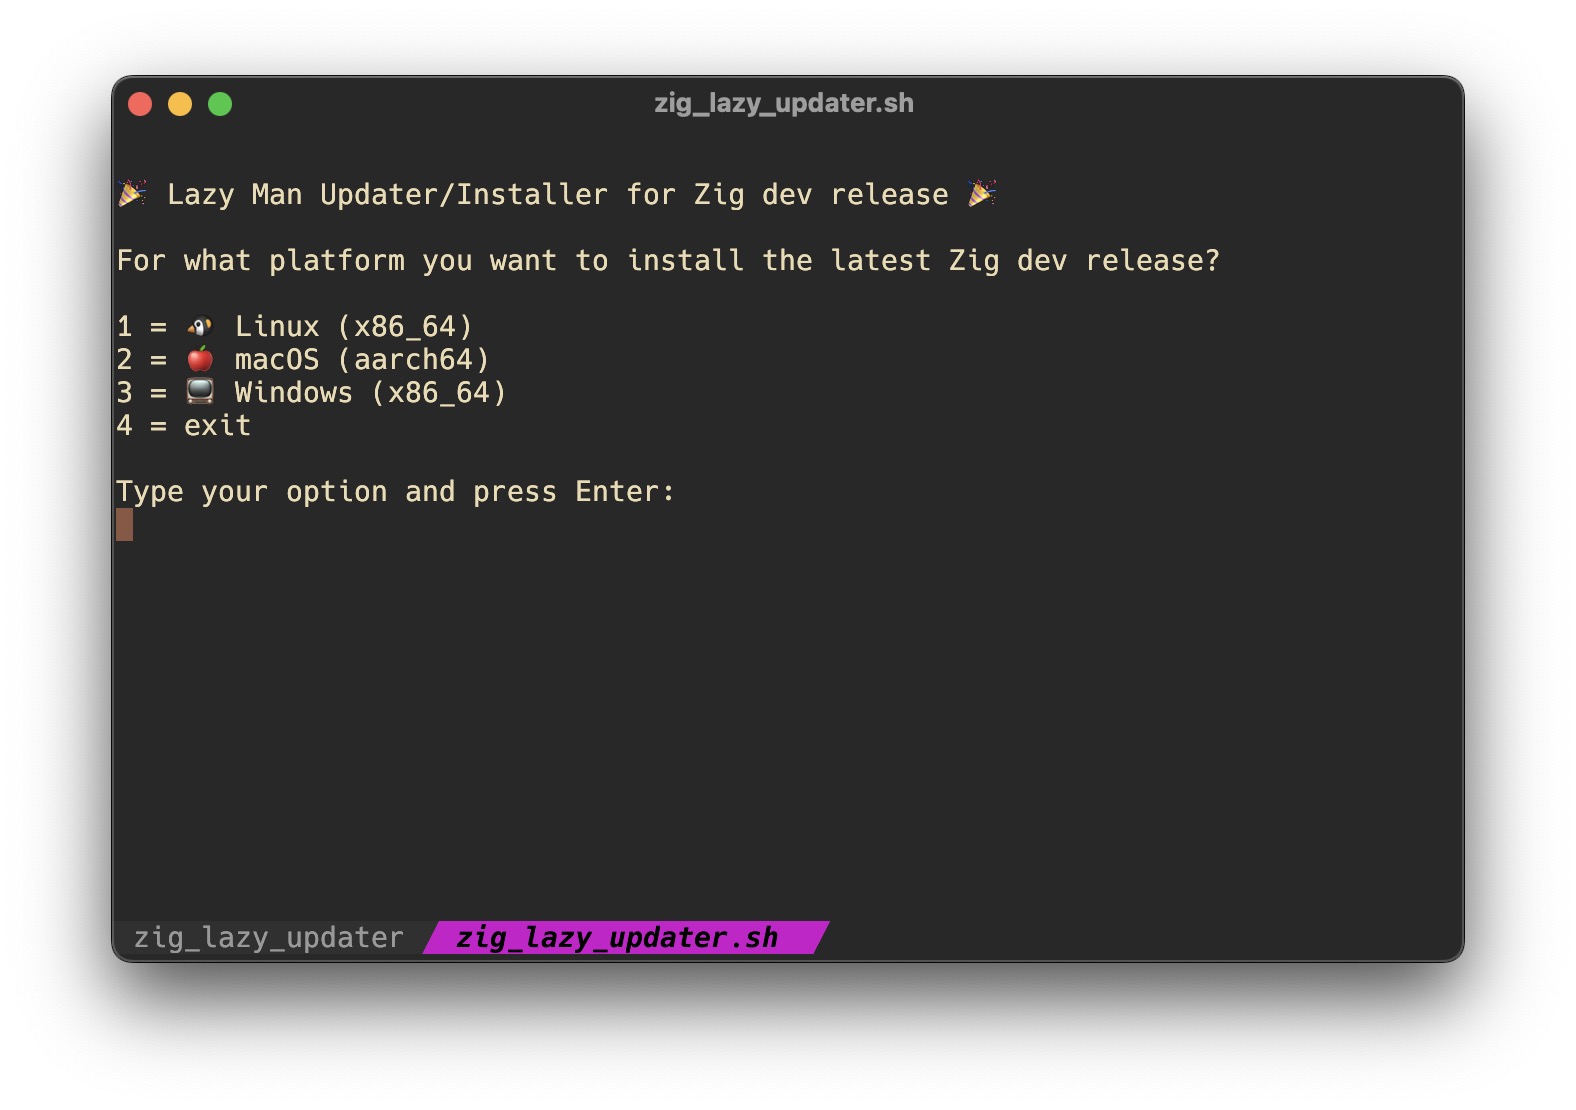 zig_lazy_updater.sh
🎉 Lazy Man Updater/Installer for Zig dev release 🎉
For what platform you want to install the latest Zig dev release?
1 = 🐧 Linux (x86_64)
2 = 🍎 macOS (aarch64)
3 = 📺 Windows (x86_64)
4 = exit
Type your option and press Enter:
zig_lazy_updater zig_lazy_updater.sh